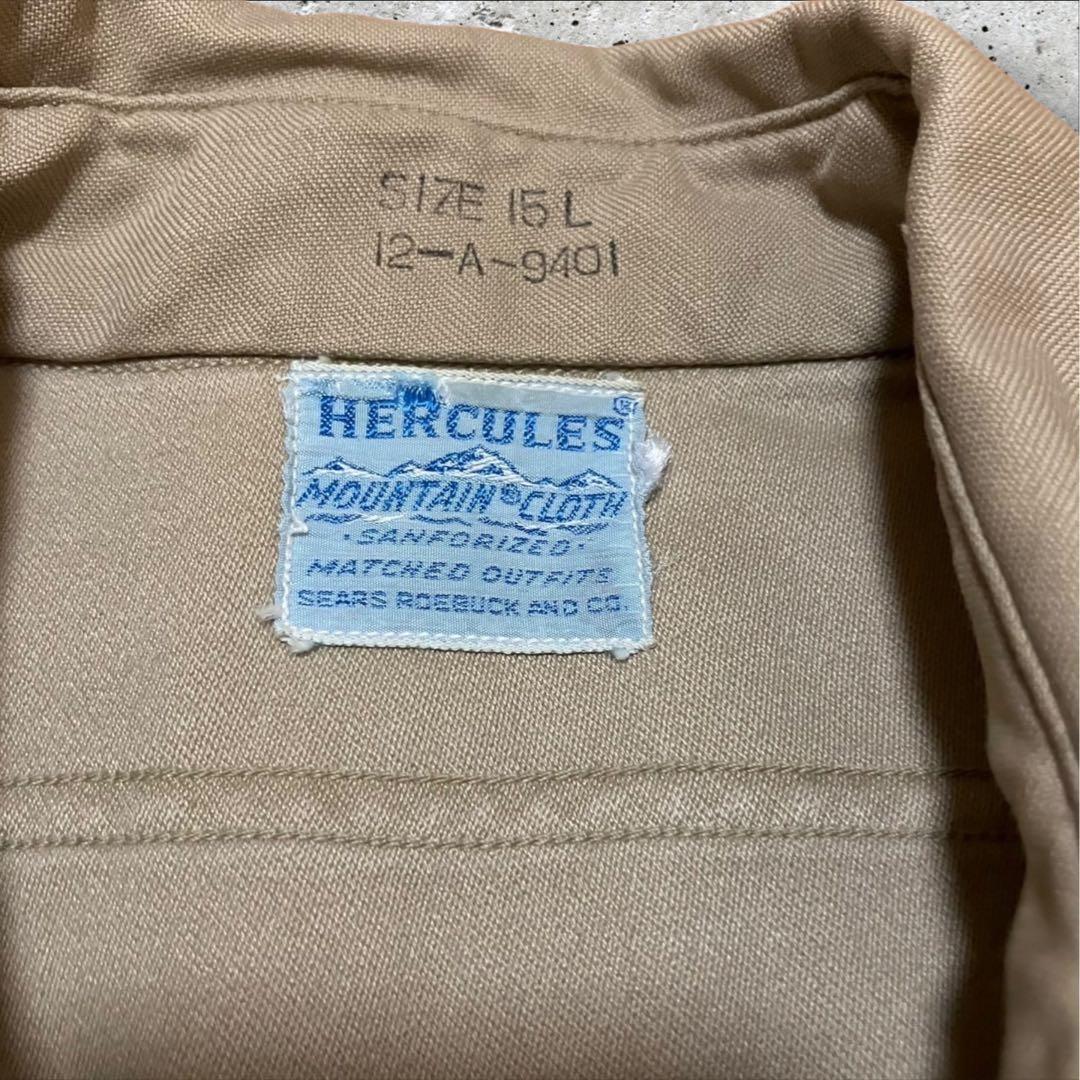 SIZE 15 L
12-A-9401
HERCULES®
MOUNTAIN® CLOTH
·SANFORIZED·
MATCHED OUTFITS
SEARS ROEBUCK AND CO.